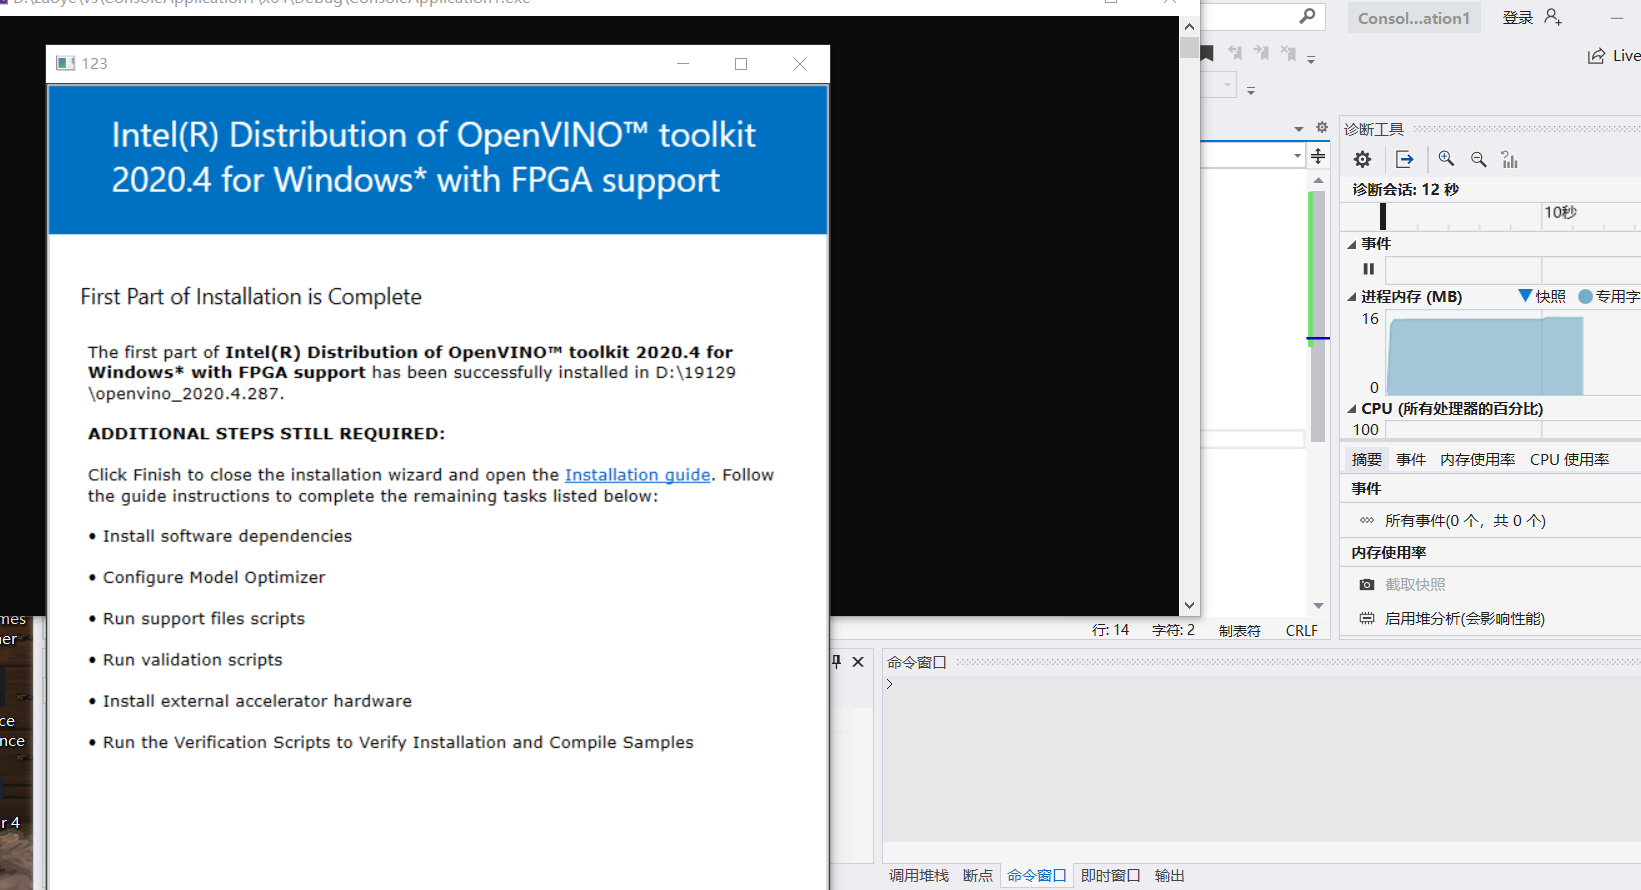 123
Intel(R) Distribution of OpenVINO™ toolkit
2020.4 for Windows* with FPGA support
First Part of Installation is Complete
The first part of Intel(R) Distribution of OpenVINO™ toolkit 2020.4 for
Windows* with FPGA support has been successfully installed in D:\19129
\openvino_2020.4.287.
ADDITIONAL STEPS STILL REQUIRED:
Click Finish to close the installation wizard and open the Installation guide. Follow
the guide instructions to complete the remaining tasks listed below:
• Install software dependencies
• Configure Model Optimizer
• Run support files scripts
• Run validation scripts
• Install external accelerator hardware
• Run the Verification Scripts to Verify Installation and Compile Samples
Consol...ation1
登录
Live
诊断工具
诊断会话: 12 秒
10秒
事件
进程内存 (MB)
快照
专用字
16
0
CPU (所有处理器的百分比)
100
摘要 事件 内存使用率 CPU 使用率
事件
所有事件(0 个，共 0 个)
内存使用率
截取快照
启用堆分析(会影响性能)
行: 14 字符: 2 制表符 CRLF
命令窗口
>
调用堆栈 断点 命令窗口 即时窗口 输出
mes
er
ce
nce
r 4